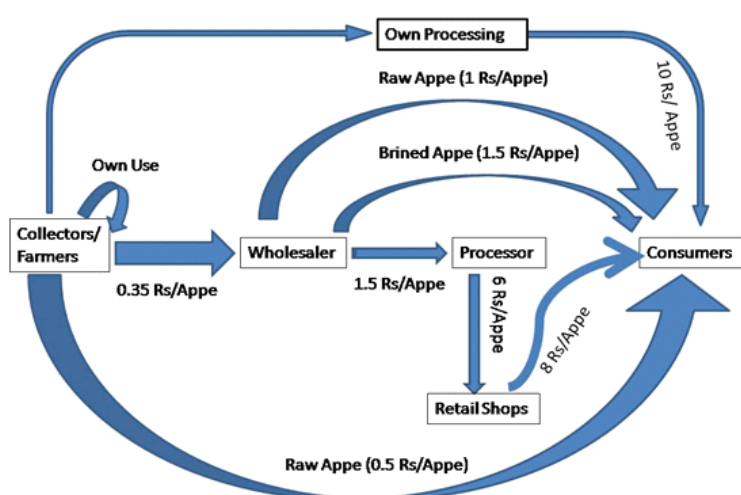 Own Processing
Raw Appe (1 Rs/Appe)
10 Rs/ Appe
Brined Appe (1.5 Rs/Appe)
Own Use
Collectors/
Farmers
Wholesaler
Processor
Consumers
0.35 Rs/Appe
1.5 Rs/Appe
6 Rs/Appe
8 Rs/Appe
Retail Shops
Raw Appe (0.5 Rs/Appe)